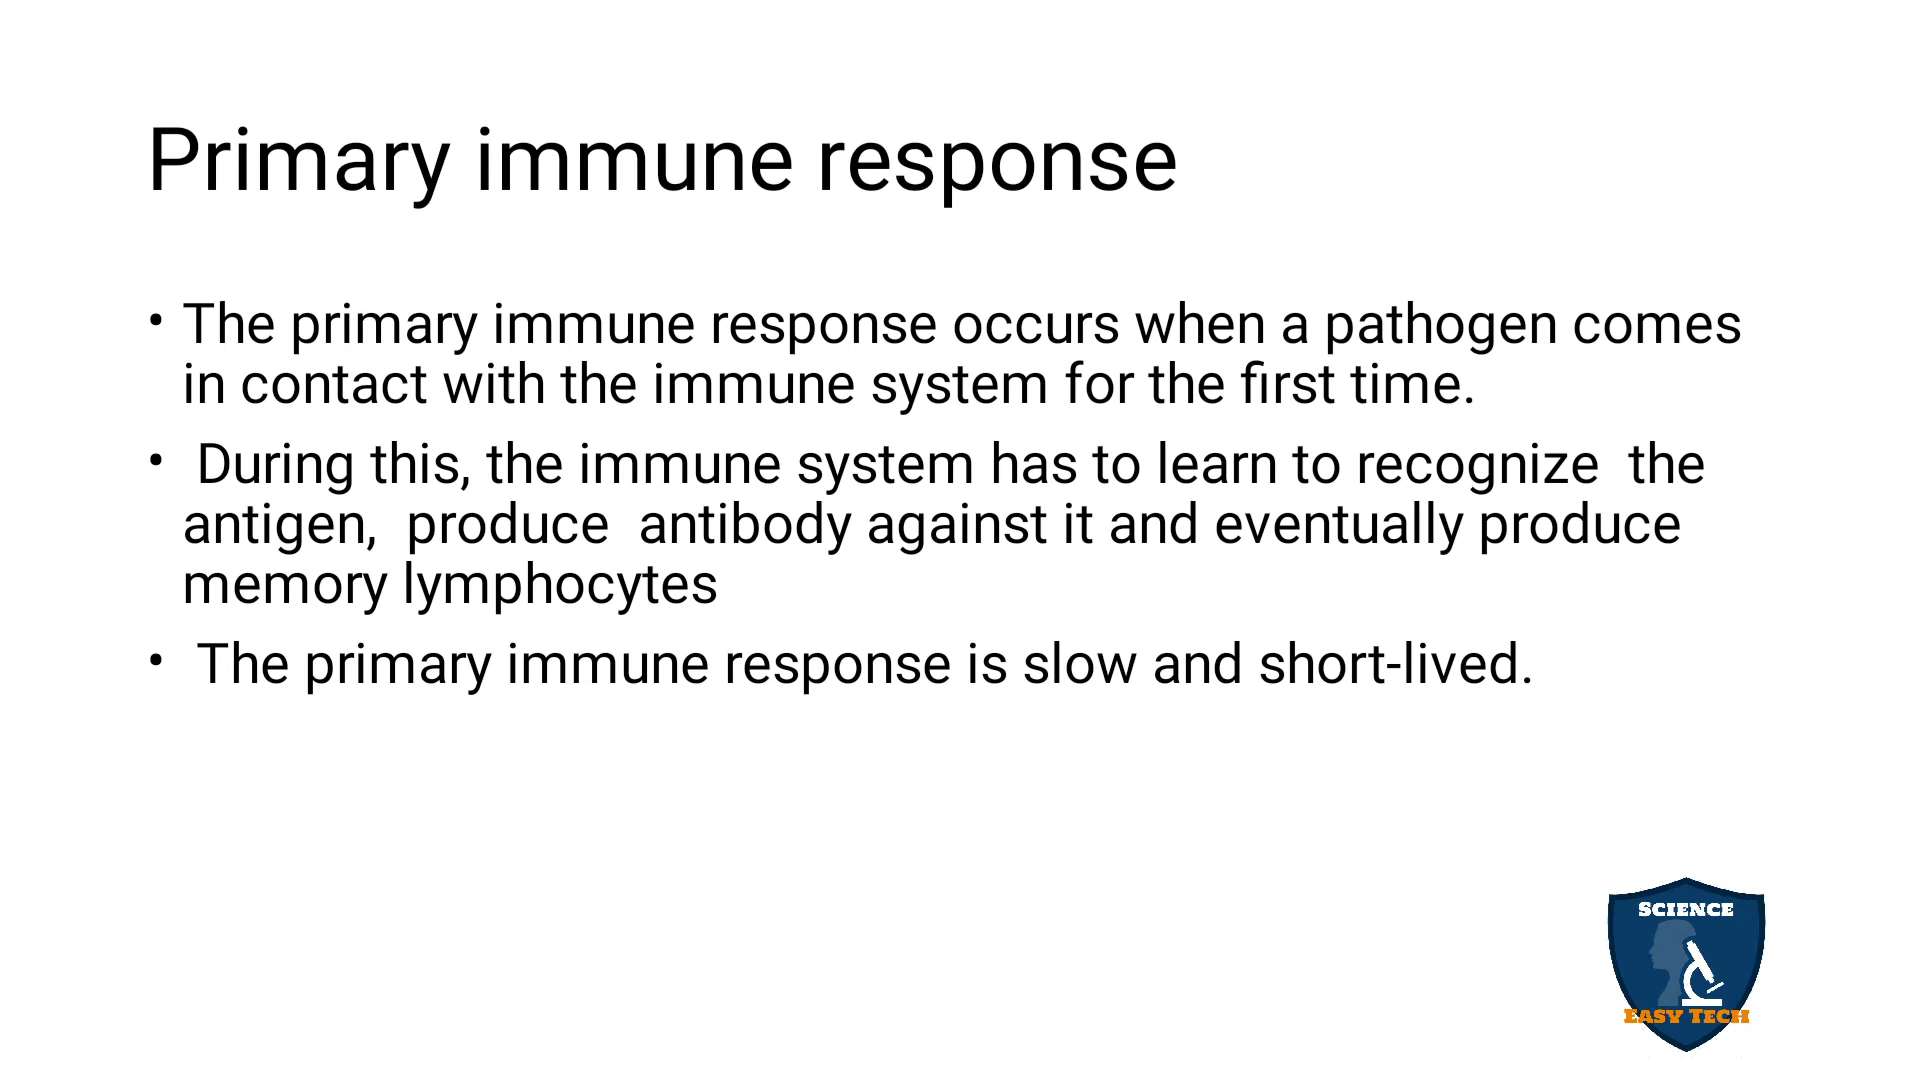 Primary immune response
• The primary immune response occurs when a pathogen comes
in contact with the immune system for the first time.
• During this, the immune system has to learn to recognize  the
antigen,  produce  antibody against it and eventually produce
memory lymphocytes
• The primary immune response is slow and short-lived.
SCIENCE
EASY TECH